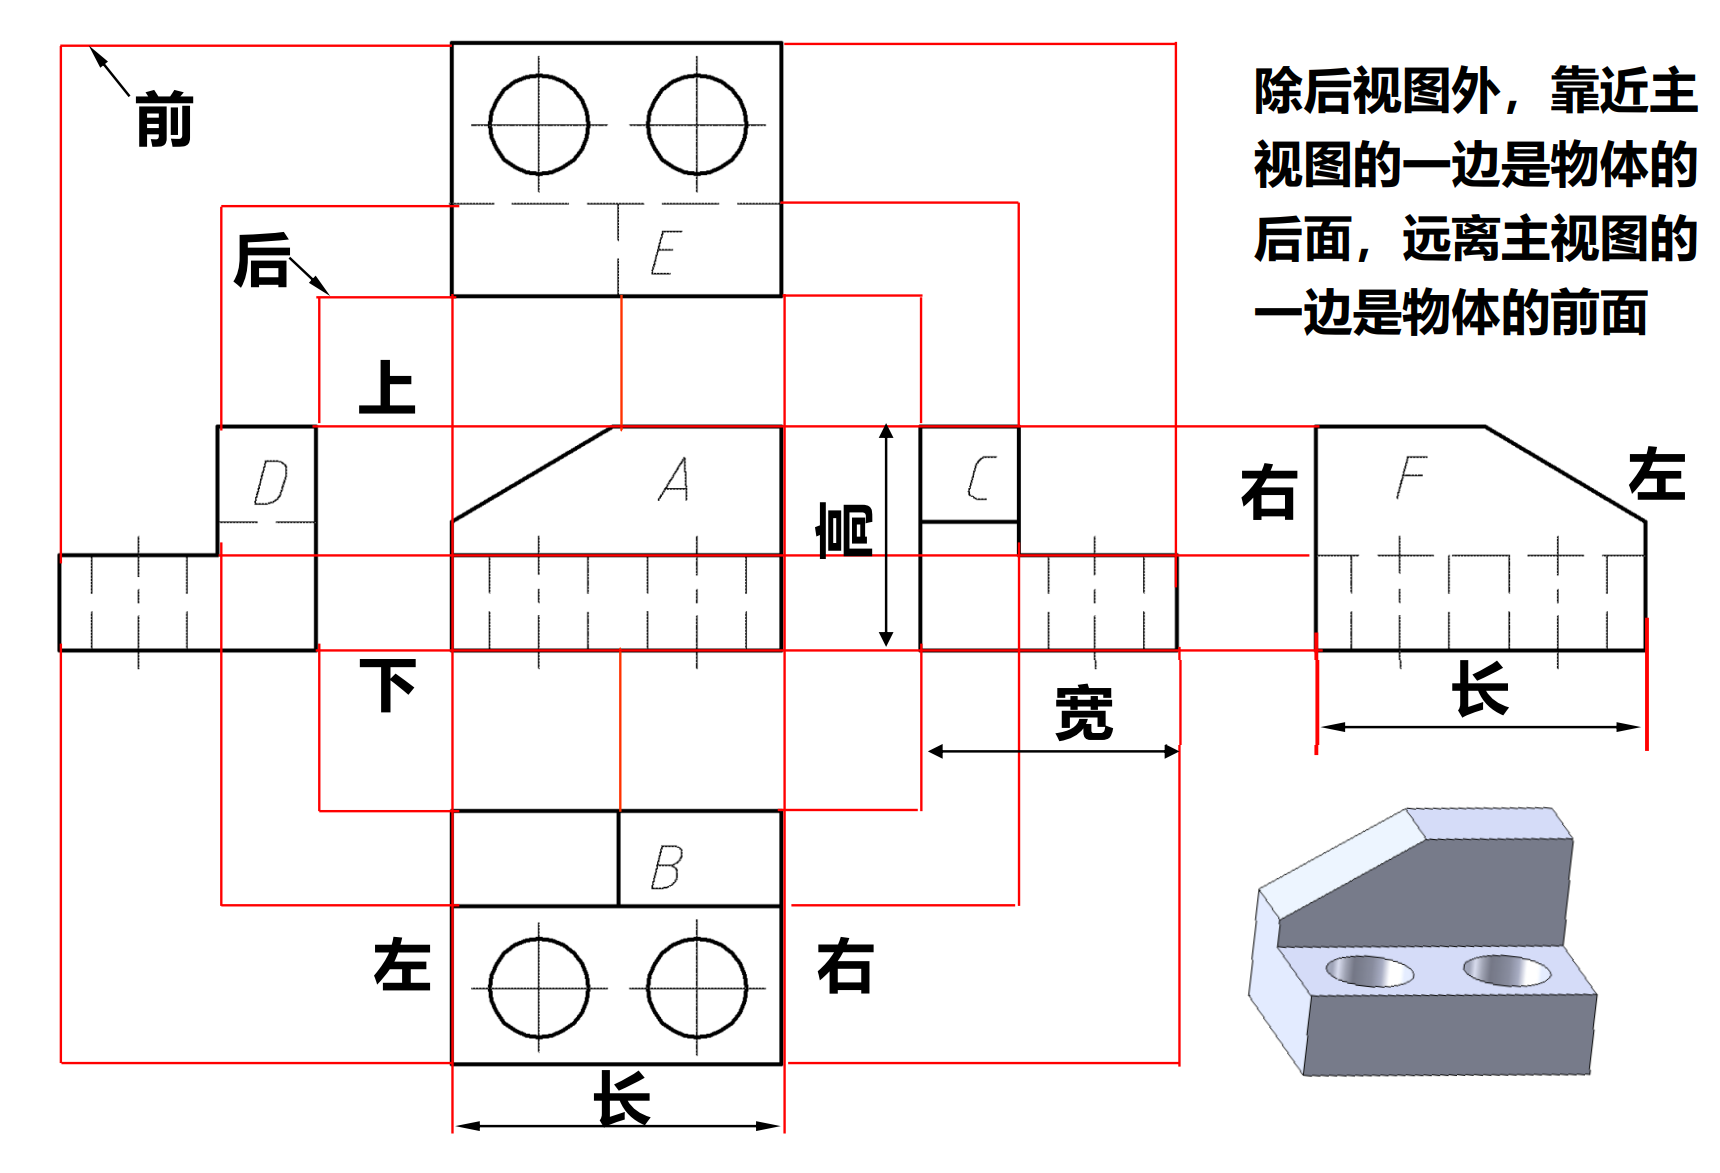 前
除后视图外，靠近主
视图的一边是物体的
后面，远离主视图的
一边是物体的前面
后
E
上
D
A
高
C
右
F
左
下
宽
长
B
左
右
长